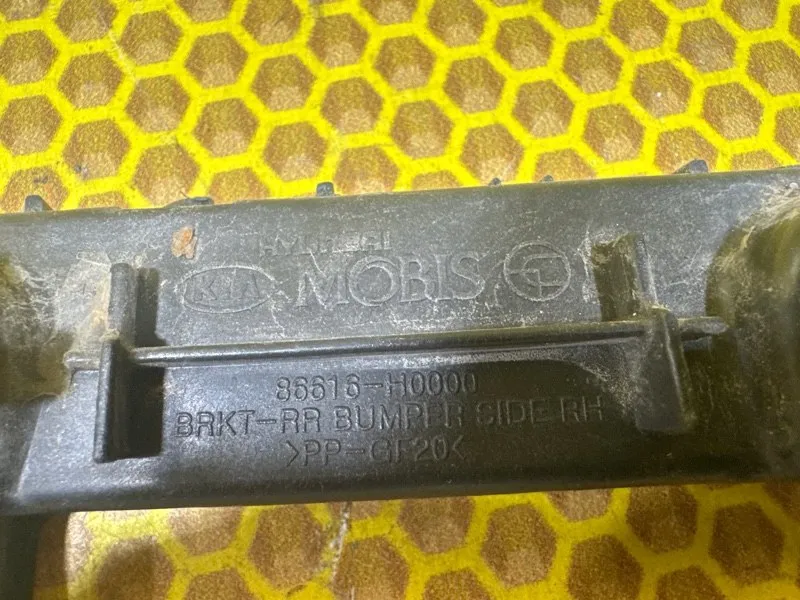 HYUNDAI
KIA MOBIS
86616-H0000
BRKT-RR BUMPER SIDE RH
>PP-GF20<